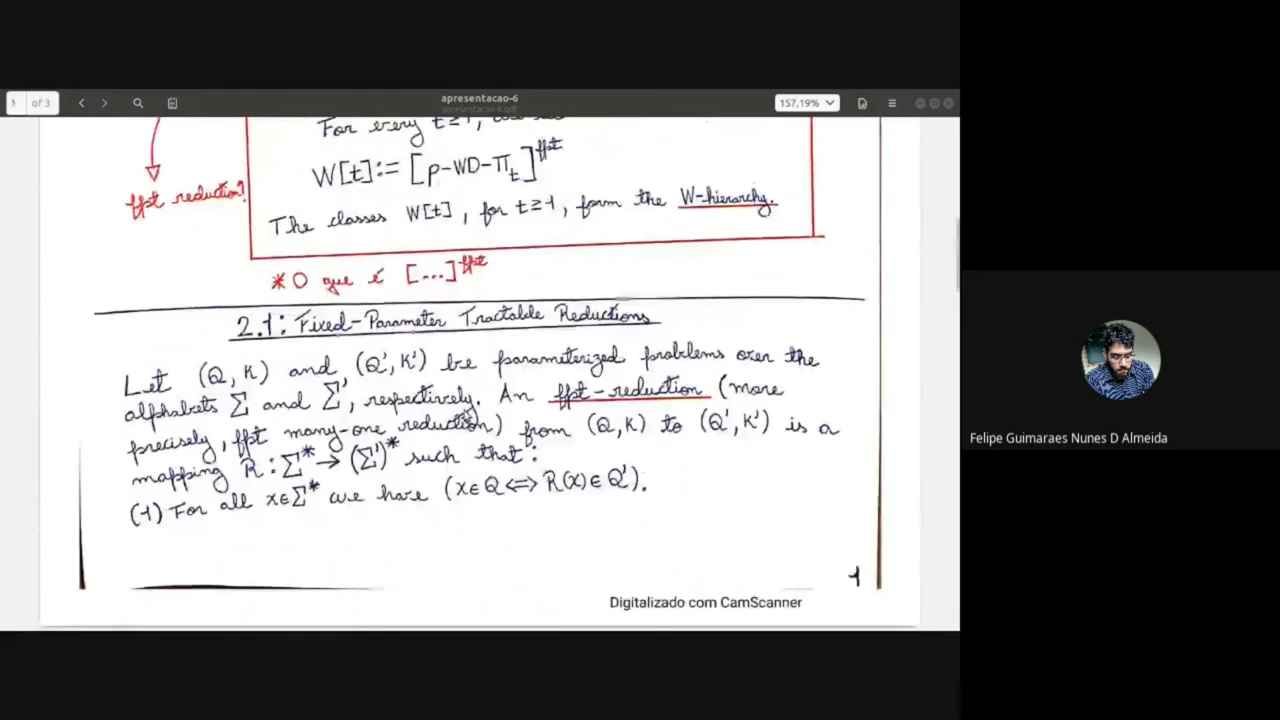 1 of 3
apresentacao-6
apresentacao-6.pdf
157,19%
For every t≥1,
fpt reduction?
W[t]:= [p-WD-Π_t]^fpt
The classes W[t], for t≥1, form the W-hierarchy.
*O que é [...]^fpt
2.1: Fixed-Parameter Tractable Reductions
Let (Q,K) and (Q',K') be parameterized problems over the
alphabets Σ and Σ', respectively. An fpt-reduction (more
precisely, fpt many-one reduction) from (Q,K) to (Q',K') is a
mapping R:Σ*→(Σ')* such that:
(1) For all x∈Σ* we have (x∈Q⟺R(x)∈Q').
1
Digitalizado com CamScanner
Felipe Guimaraes Nunes D Almeida